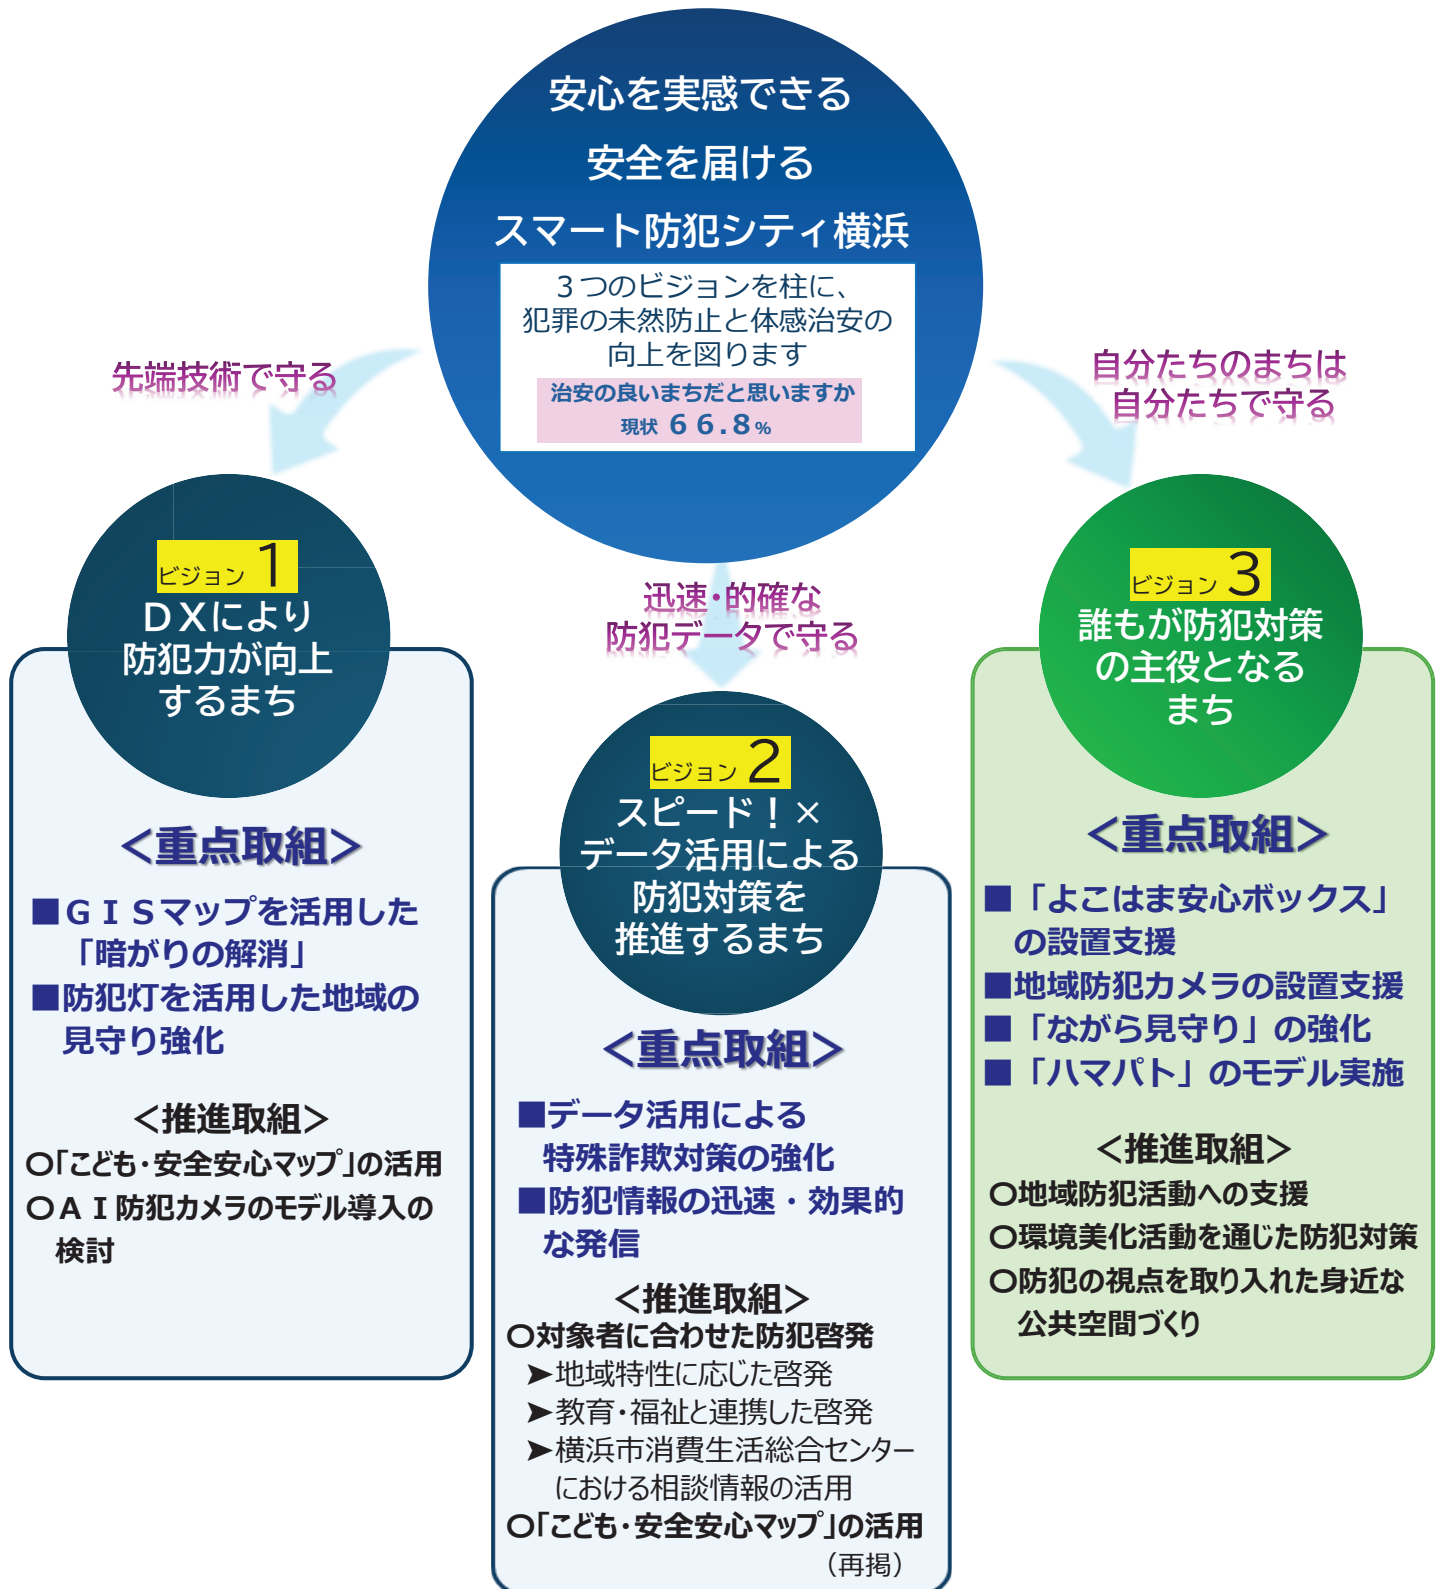 安心を実感できる
安全を届ける
スマート防犯シティ横浜
３つのビジョンを柱に、
犯罪の未然防止と体感治安の
向上を図ります
治安の良いまちだと思いますか
現状 ６６.８％
先端技術で守る
迅速・的確な
防犯データで守る
自分たちのまちは
自分たちで守る
ビジョン 1
ＤＸにより
防犯力が向上
するまち
＜重点取組＞
■ＧＩＳマップを活用した
「暗がりの解消」
■防犯灯を活用した地域の
見守り強化
＜推進取組＞
○「こども・安全安心マップ」の活用
○ＡＩ防犯カメラのモデル導入の
検討
ビジョン 2
スピード！×
データ活用による
防犯対策を
推進するまち
＜重点取組＞
■データ活用による
特殊詐欺対策の強化
■防犯情報の迅速・効果的
な発信
＜推進取組＞
○対象者に合わせた防犯啓発
➤地域特性に応じた啓発
➤教育・福祉と連携した啓発
➤横浜市消費生活総合センター
における相談情報の活用
○「こども・安全安心マップ」の活用
（再掲）
ビジョン 3
誰もが防犯対策
の主役となる
まち
＜重点取組＞
■「よこはま安心ボックス」
の設置支援
■地域防犯カメラの設置支援
■「ながら見守り」の強化
■「ハマパト」のモデル実施
＜推進取組＞
○地域防犯活動への支援
○環境美化活動を通じた防犯対策
○防犯の視点を取り入れた身近な
公共空間づくり